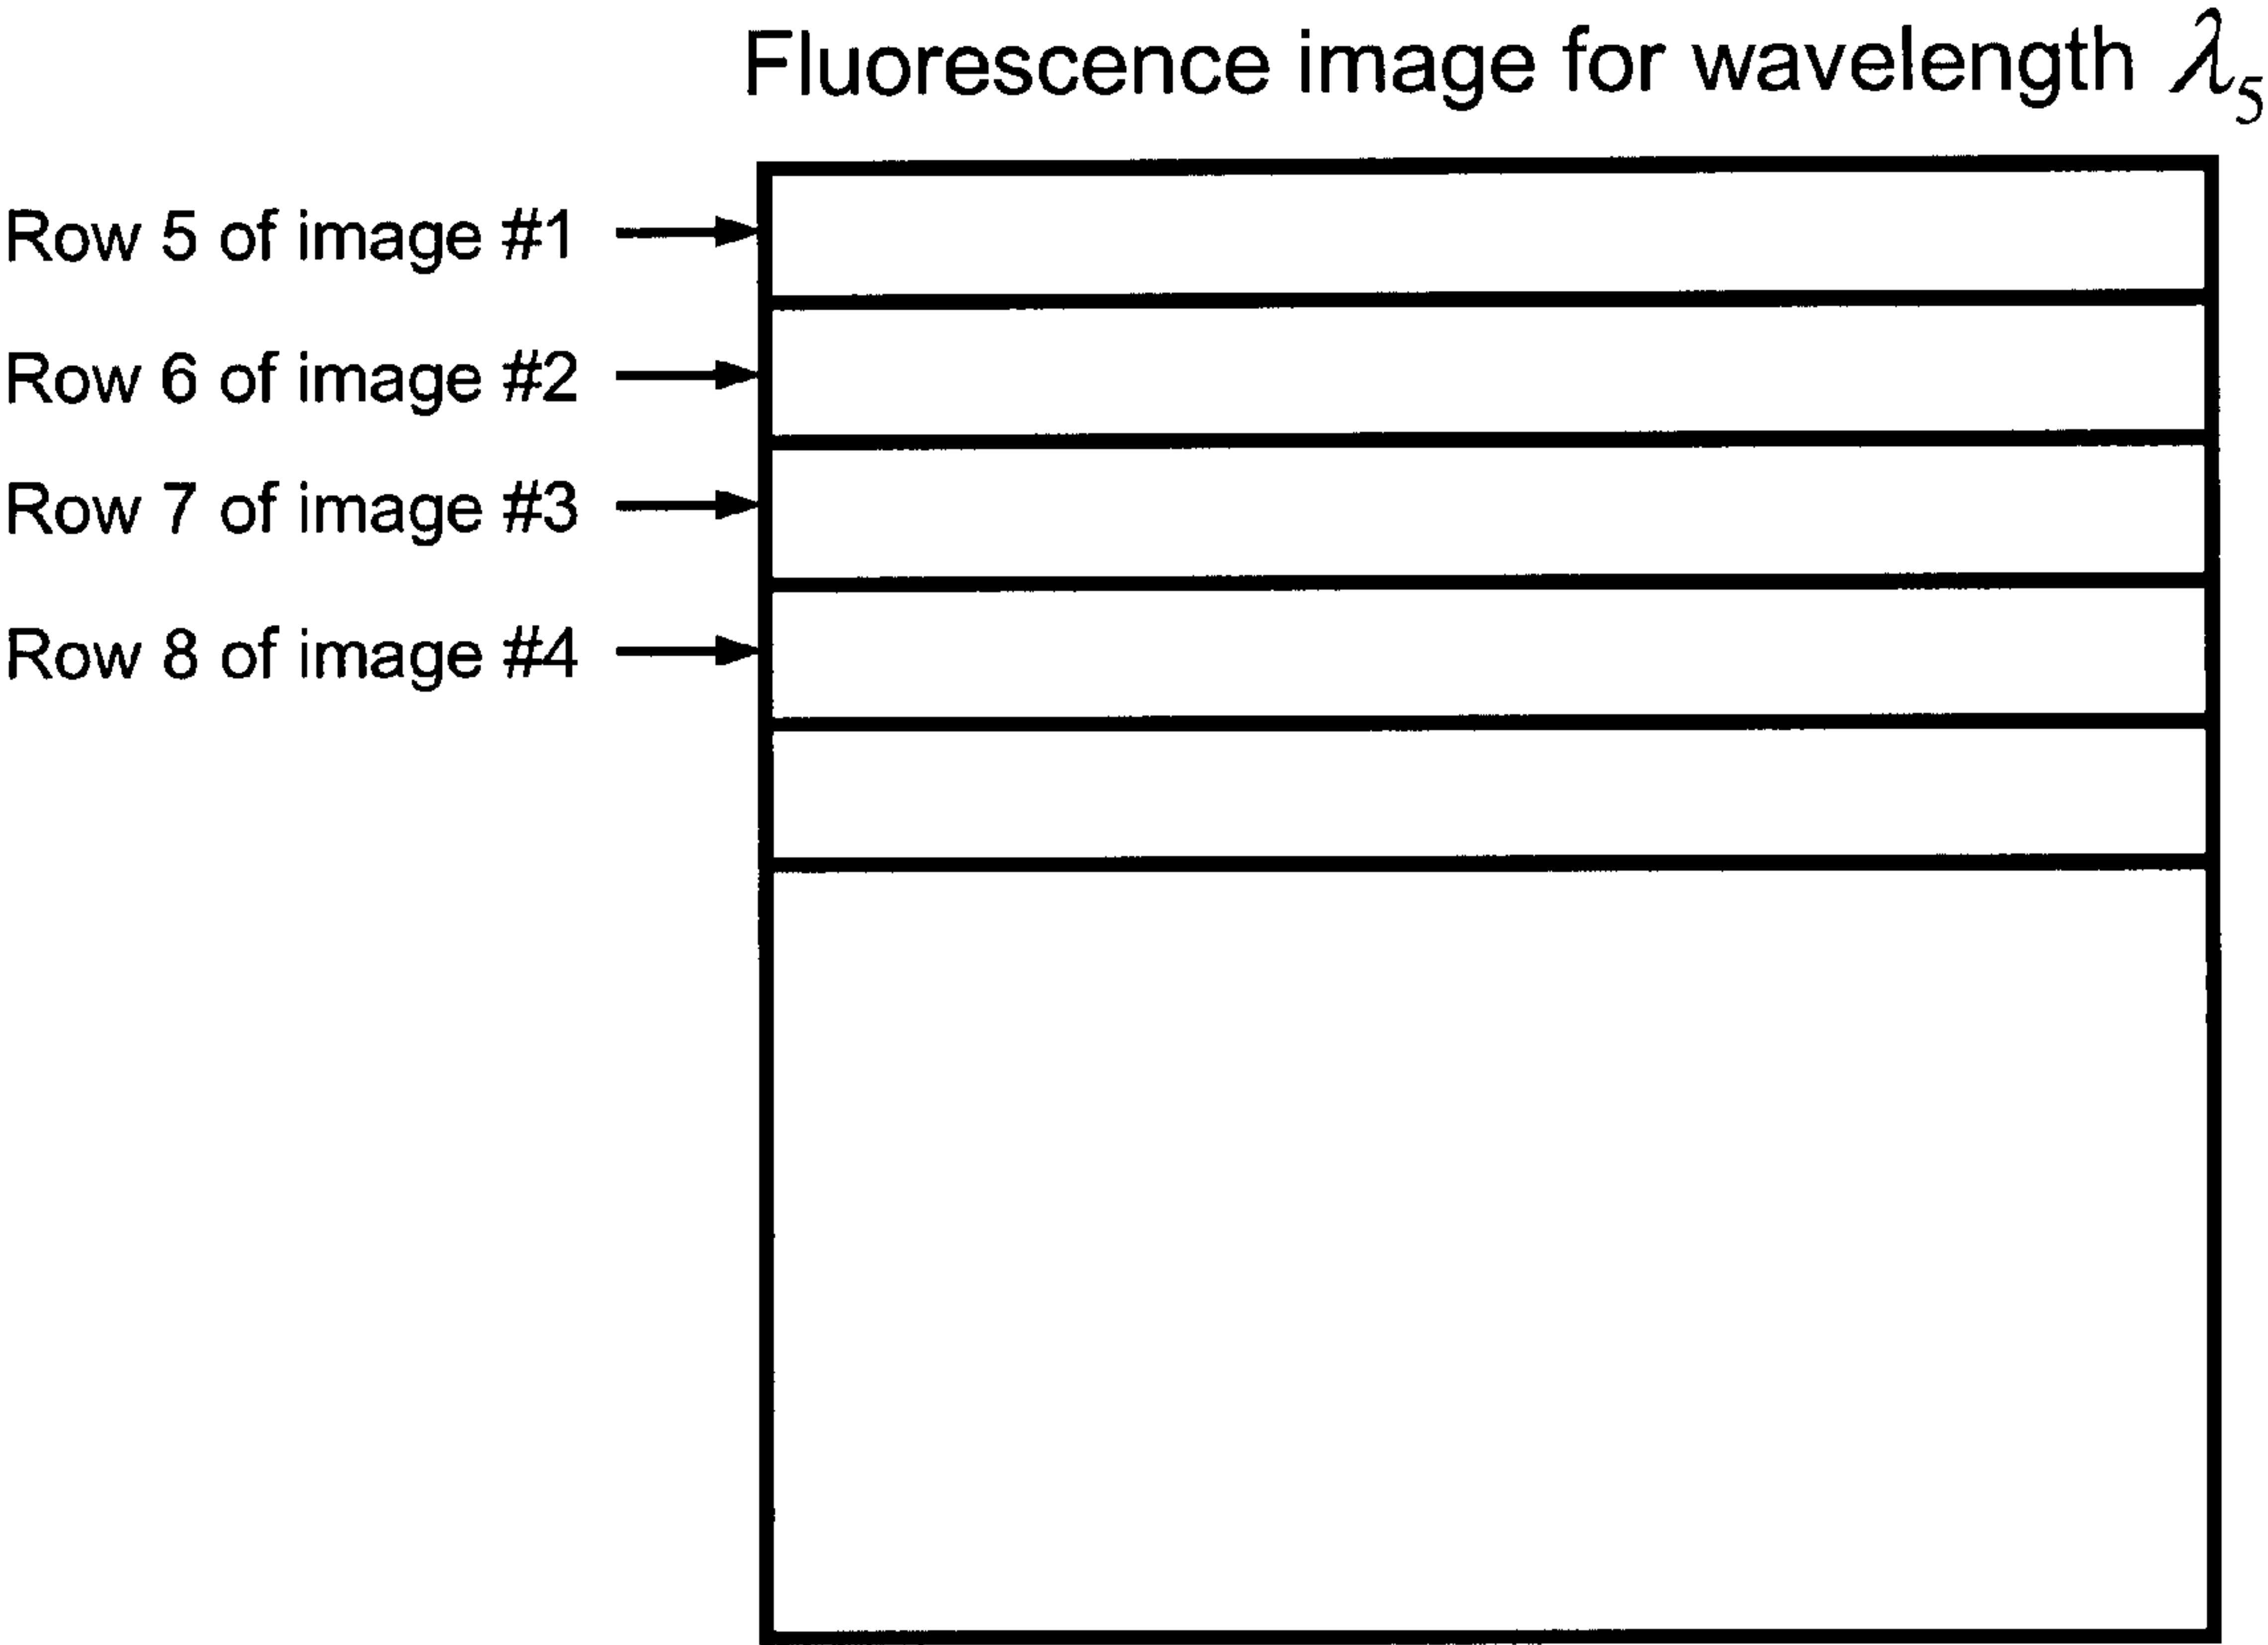 Fluorescence image for wavelength λ₅
Row 5 of image #1
Row 6 of image #2
Row 7 of image #3
Row 8 of image #4